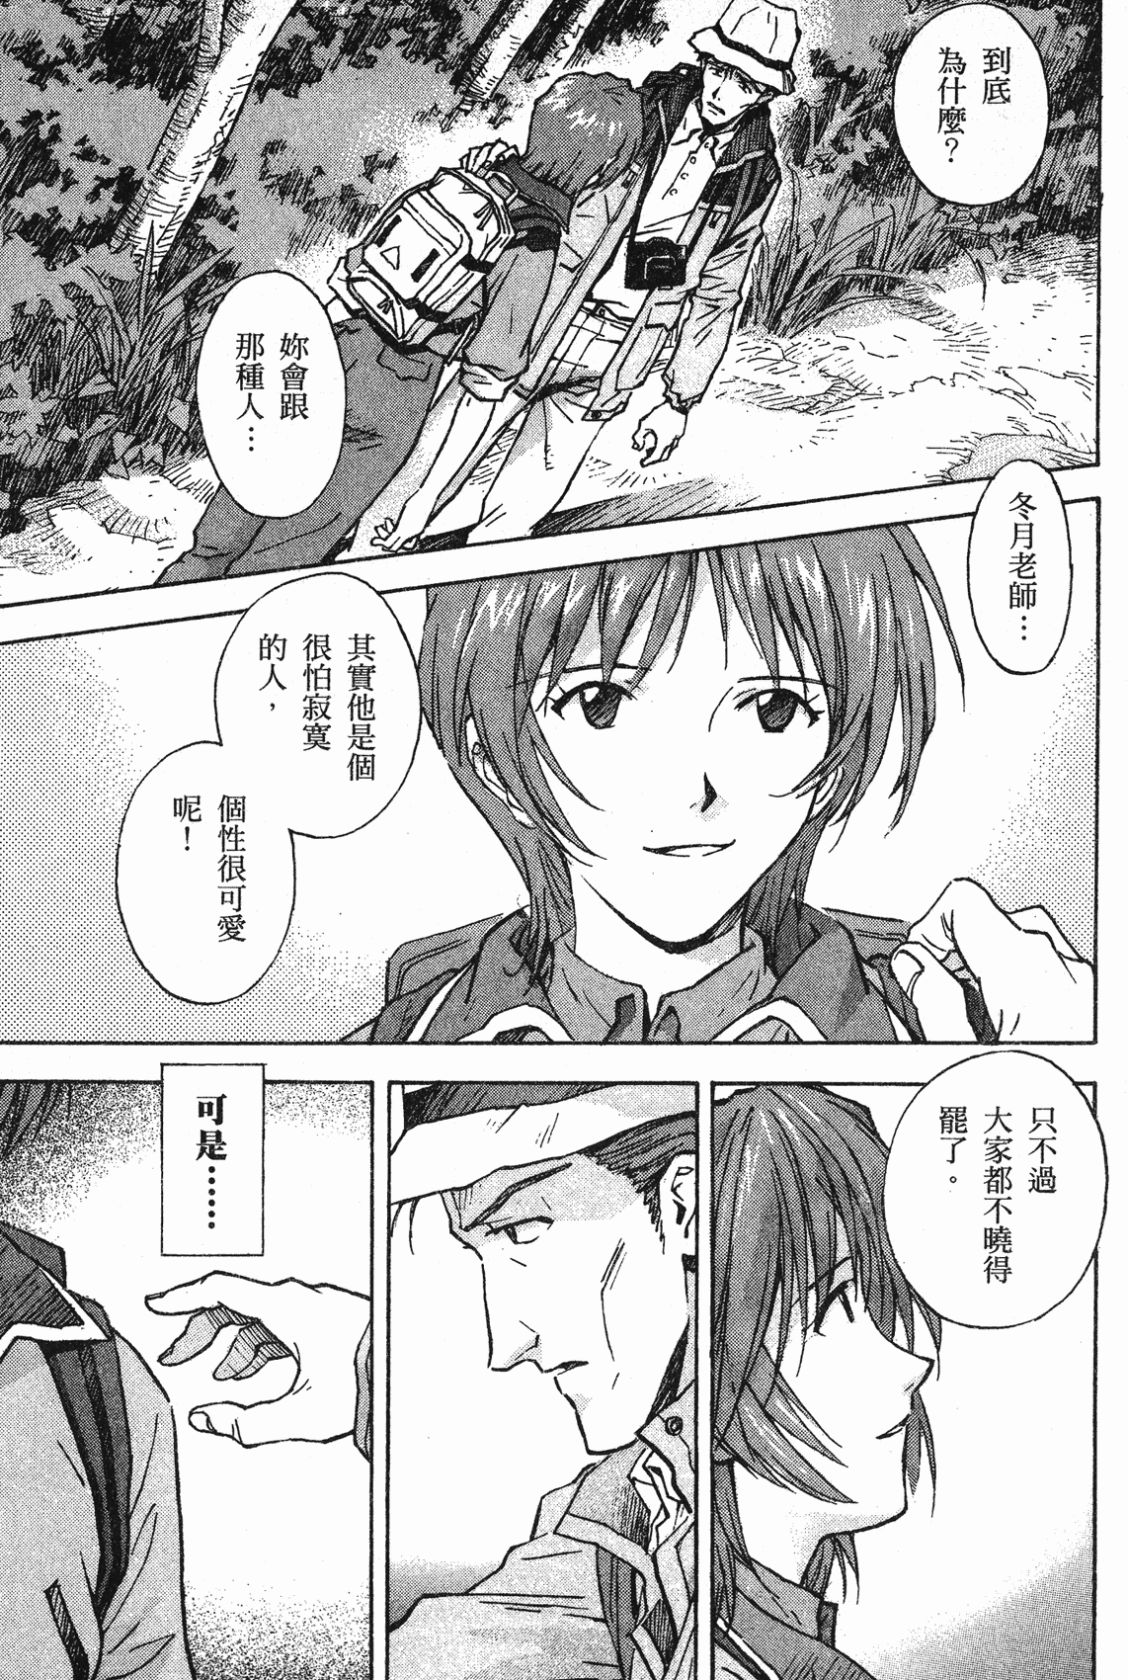 到底
為什麼？
妳會跟
那種人…
冬月老師…
其實他是個
很怕寂寞
的人，
個性很可愛
呢！
只不過
大家都不曉得
罷了。
可是……